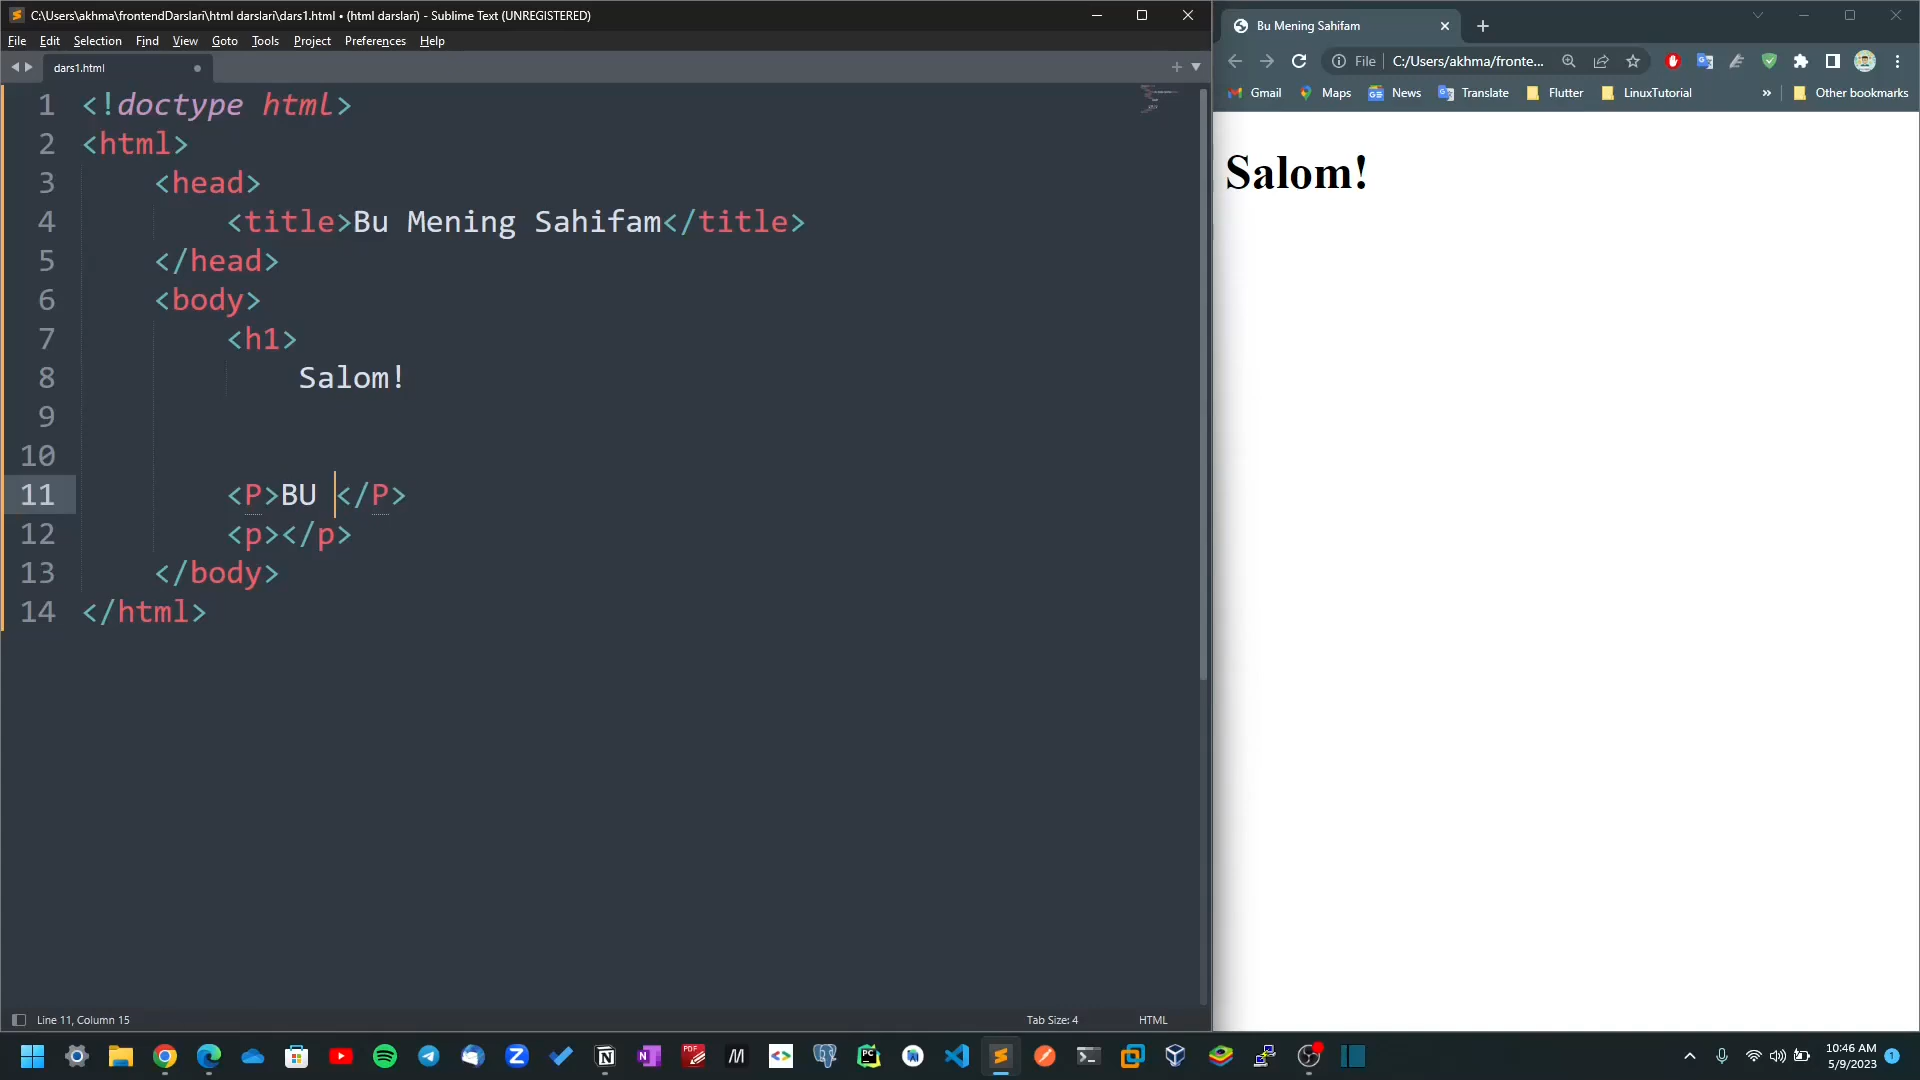 C:\Users\akhma\frontendDarslari\html darslari\dars1.html • (html darslari) - Sublime Text (UNREGISTERED)
File Edit Selection Find View Goto Tools Project Preferences Help
dars1.html
1 <!doctype html>
2 <html>
3 <head>
4 <title>Bu Mening Sahifam</title>
5 </head>
6 <body>
7 <h1>
8 Salom!
9
10
11 <P>BU </P>
12 <p></p>
13 </body>
14 </html>
Line 11, Column 15
Tab Size: 4
HTML
Bu Mening Sahifam
File C:/Users/akhma/fronte...
Gmail Maps News Translate Flutter LinuxTutorial » Other bookmarks
Salom!
10:46 AM
5/9/2023
1